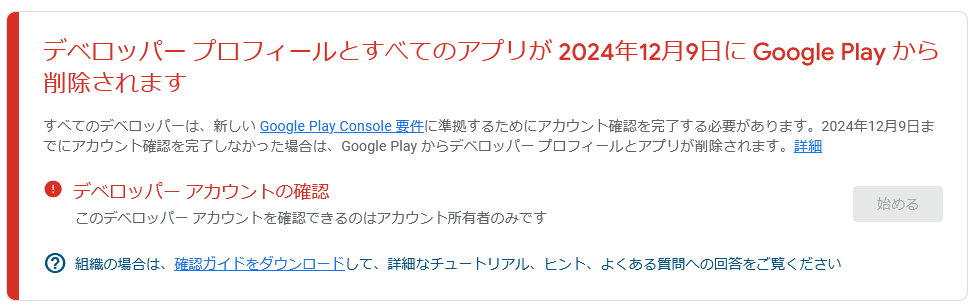 デベロッパー プロフィールとすべてのアプリが 2024年12月9日に Google Play から
削除されます
すべてのデベロッパーは、新しい Google Play Console 要件に準拠するためにアカウント確認を完了する必要があります。2024年12月9日ま
でにアカウント確認を完了しなかった場合は、Google Play からデベロッパー プロフィールとアプリが削除されます。詳細
デベロッパー アカウントの確認
始める
このデベロッパー アカウントを確認できるのはアカウント所有者のみです
組織の場合は、確認ガイドをダウンロードして、詳細なチュートリアル、ヒント、よくある質問への回答をご覧ください